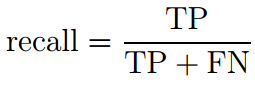 recall = TP / (TP + FN)